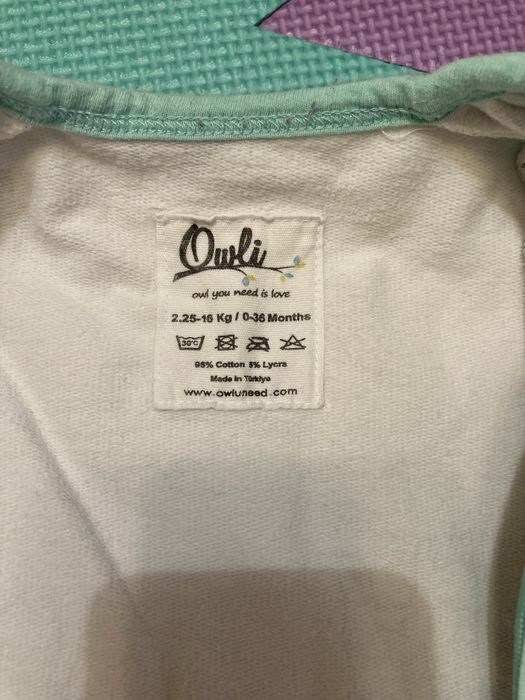 Owli
owl you need is love
2.25-16 Kg / 0-36 Months
30°C
95% Cotton 5% Lycra
Made in Türkiye
www.owluneed.com